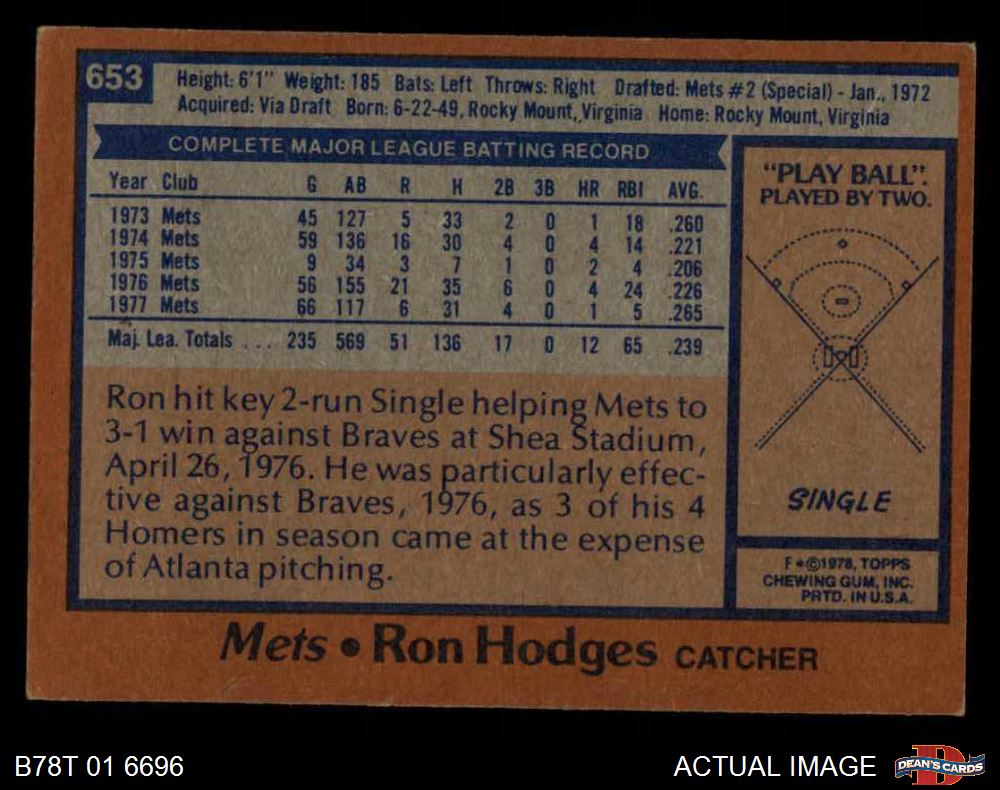 653
Height: 6'1" Weight: 185 Bats: Left Throws: Right Drafted: Mets #2 (Special) - Jan., 1972
Acquired: Via Draft Born: 6-22-49, Rocky Mount, Virginia Home: Rocky Mount, Virginia
COMPLETE MAJOR LEAGUE BATTING RECORD
Year Club G AB R H 2B 3B HR RBI AVG.
1973 Mets 45 127 5 33 2 0 1 18 .260
1974 Mets 59 136 16 30 4 0 4 14 .221
1975 Mets 9 34 3 7 1 0 2 4 .206
1976 Mets 56 155 21 35 6 0 4 24 .226
1977 Mets 66 117 6 31 4 0 1 5 .265
Maj. Lea. Totals ... 235 569 51 136 17 0 12 65 .239
Ron hit key 2-run Single helping Mets to
3-1 win against Braves at Shea Stadium,
April 26, 1976. He was particularly effec-
tive against Braves, 1976, as 3 of his 4
Homers in season came at the expense
of Atlanta pitching.
"PLAY BALL".
PLAYED BY TWO.
SINGLE
F*©1978, TOPPS
CHEWING GUM, INC.
PRTD. IN U.S.A.
Mets • Ron Hodges CATCHER
B78T 01 6696
ACTUAL IMAGE
DEAN'S CARDS